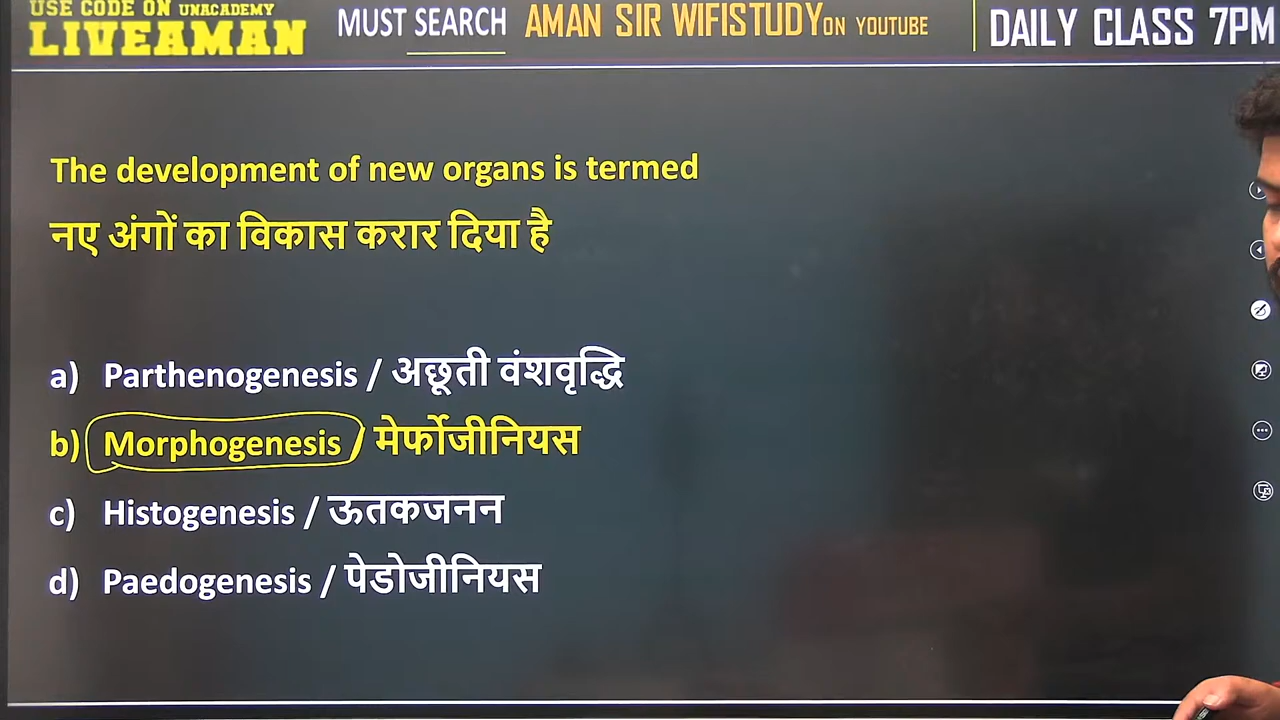 USE CODE ON UNACADEMY
LIVEAMAN
MUST SEARCH AMAN SIR WIFISTUDY ON YOUTUBE
DAILY CLASS 7PM
The development of new organs is termed
नए अंगों का विकास करार दिया है
a) Parthenogenesis / अछूती वंशवृद्धि
b) Morphogenesis / मेर्फोजीनियस
c) Histogenesis / ऊतकजनन
d) Paedogenesis / पेडोजीनियस